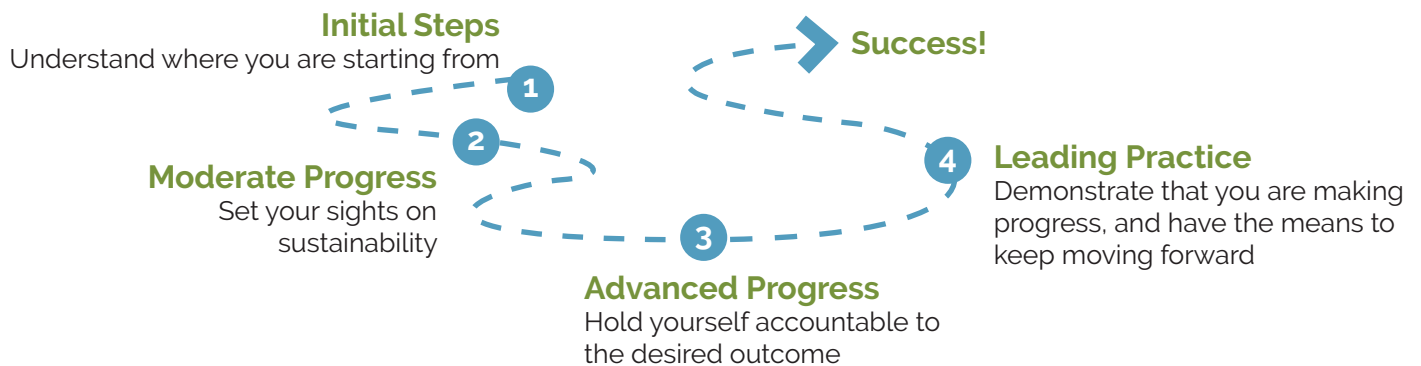 Initial Steps
Understand where you are starting from
1
2
Moderate Progress
Set your sights on
sustainability
3
Advanced Progress
Hold yourself accountable to
the desired outcome
4
Leading Practice
Demonstrate that you are making
progress, and have the means to
keep moving forward
Success!